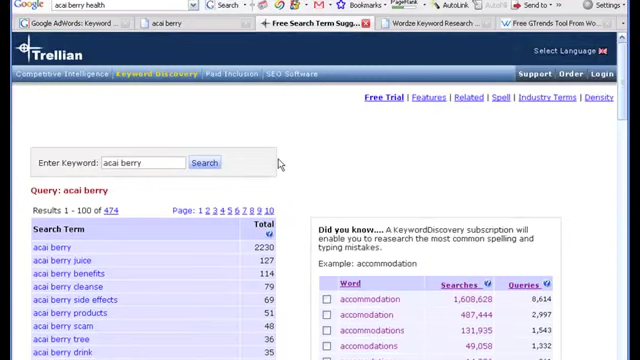 Google acai berry health Search PageRank AutoLink AutoFill Send to Settings
Google AdWords: Keyword acai berry Free Search Term Sugg... Wordze Keyword Research Free GTrends Tool From Wo
Trellian
Select Language
Competitive Intelligence Keyword Discovery Paid Inclusion SEO Software Support Order Login
Free Trial | Features | Related | Spell | Industry Terms | Density
Enter Keyword: acai berry Search
Query: acai berry
Results 1 - 100 of 474 Page: 1 2 3 4 5 6 7 8 9 10
Search Term Total ?
acai berry 2230
acai berry juice 127
acai berry benefits 114
acai berry cleanse 79
acai berry side effects 69
acai berry products 51
acai berry scam 48
acai berry tree 36
acai berry drink 35
Did you know.... A KeywordDiscovery subscription will
enable you to reasearch the most common spelling and
typing mistakes.
Example: accommodation
Word Searches ? Queries ?
accommodation 1,608,628 8,614
accomodation 487,444 2,997
accommodations 131,935 1,543
accomodations 49,058 1,332